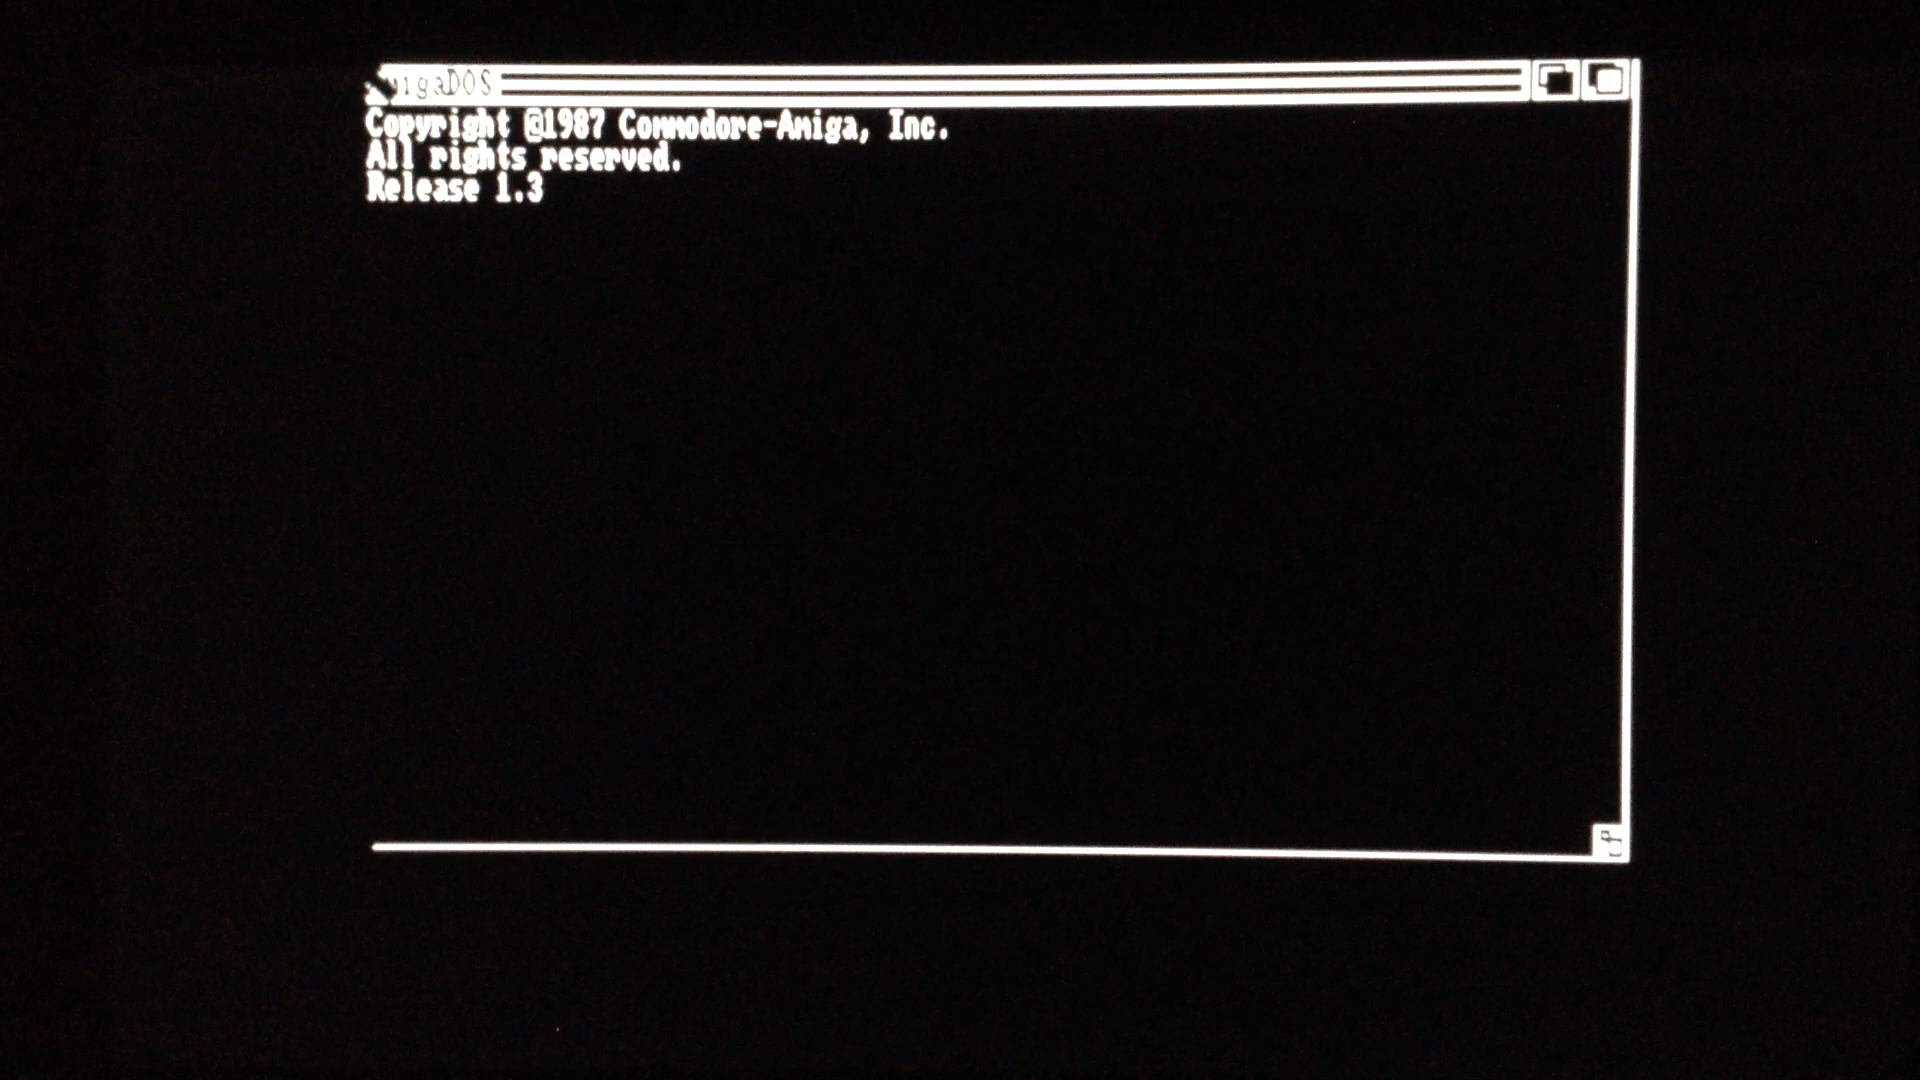 AmigaDOS
Copyright ©1987 Commodore-Amiga, Inc.
All rights reserved.
Release 1.3